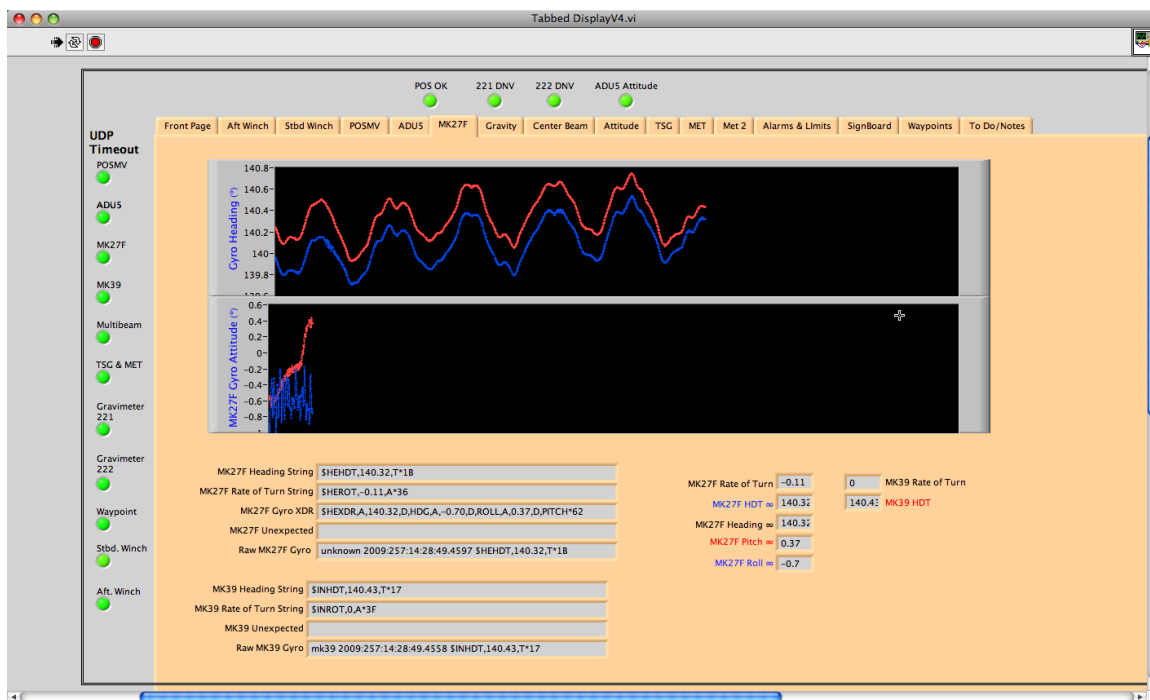 Tabbed DisplayV4.vi
POS OK 221 DNV 222 DNV ADU5 Attitude
Front Page Aft Winch Stbd Winch POSMV ADU5 MK27F Gravity Center Beam Attitude TSG MET Met 2 Alarms & LImits SignBoard Waypoints To Do/Notes
UDP
Timeout
POSMV
ADU5
MK27F
MK39
Multibeam
TSG & MET
Gravimeter
221
Gravimeter
222
Waypoint
Stbd. Winch
Aft. Winch
Gyro Heading (°)
140.8
140.6
140.4
140.2
140
139.8
MK27F Gyro Attitude (°)
0.6
0.4
0.2
0
-0.2
-0.4
-0.6
-0.8
MK27F Heading String $HEHDT,140.32,T*1B
MK27F Rate of Turn String $HEROT,-0.11,A*36
MK27F Gyro XDR $HEXDR,A,140.32,D,HDG,A,-0.70,D,ROLL,A,0.37,D,PITCH*62
MK27F Unexpected
Raw MK27F Gyro unknown 2009:257:14:28:49.4597 $HEHDT,140.32,T*1B
MK27F Rate of Turn -0.11 0 MK39 Rate of Turn
MK27F HDT ∞ 140.32 140.43 MK39 HDT
MK27F Heading ∞ 140.32
MK27F Pitch ∞ 0.37
MK27F Roll ∞ -0.7
MK39 Heading String $INHDT,140.43,T*17
MK39 Rate of Turn String $INROT,0,A*3F
MK39 Unexpected
Raw MK39 Gyro mk39 2009:257:14:28:49.4558 $INHDT,140.43,T*17